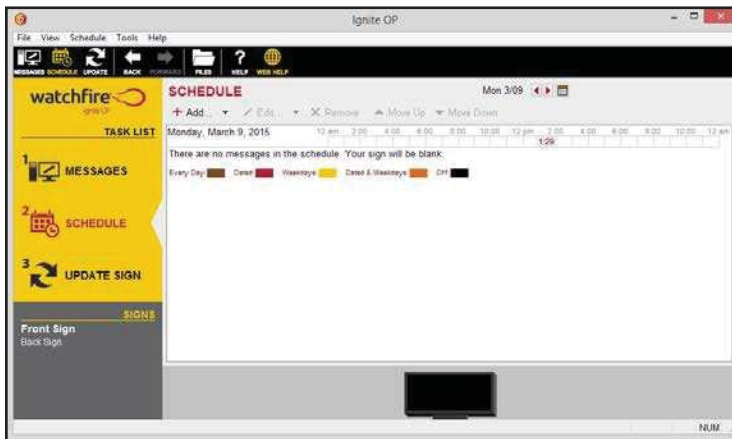 Ignite OP
File View Schedule Tools Help
MESSAGES SCHEDULE UPDATE BACK FORWARD FILES HELP WEB HELP
watchfire
Ignite OP
TASK LIST
1 MESSAGES
2 SCHEDULE
3 UPDATE SIGN
SIGNS
Front Sign
Back Sign
SCHEDULE Mon 3/09
+ Add... Edit... X Remove Move Up Move Down
Monday, March 9, 2015 12 am 2:00 4:00 6:00 8:00 10:00 12 pm 2:00 4:00 6:00 8:00 10:00 12 am
1:29
There are no messages in the schedule. Your sign will be blank.
Every Day: Dated: Weekdays: Dated & Weekdays: Off:
NUM